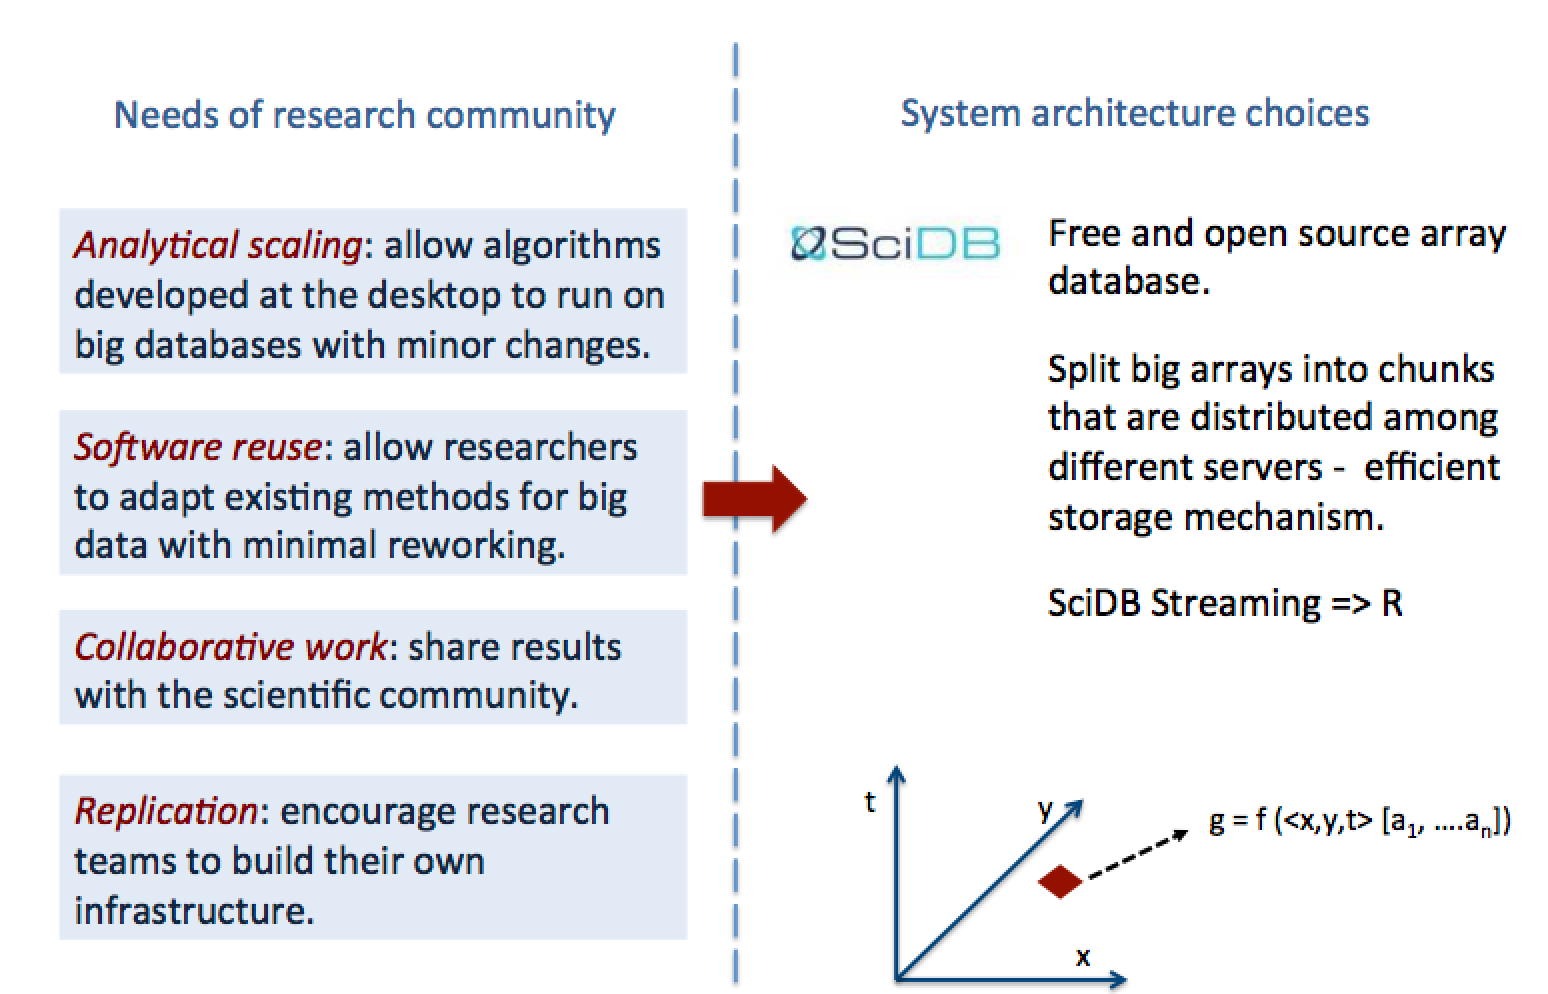 Needs of research community
Analytical scaling: allow algorithms
developed at the desktop to run on
big databases with minor changes.
Software reuse: allow researchers
to adapt existing methods for big
data with minimal reworking.
Collaborative work: share results
with the scientific community.
Replication: encourage research
teams to build their own
infrastructure.
System architecture choices
SciDB
Free and open source array
database.
Split big arrays into chunks
that are distributed among
different servers - efficient
storage mechanism.
SciDB Streaming => R
t
y
x
g = f (<x,y,t> [a₁, ....aₙ])